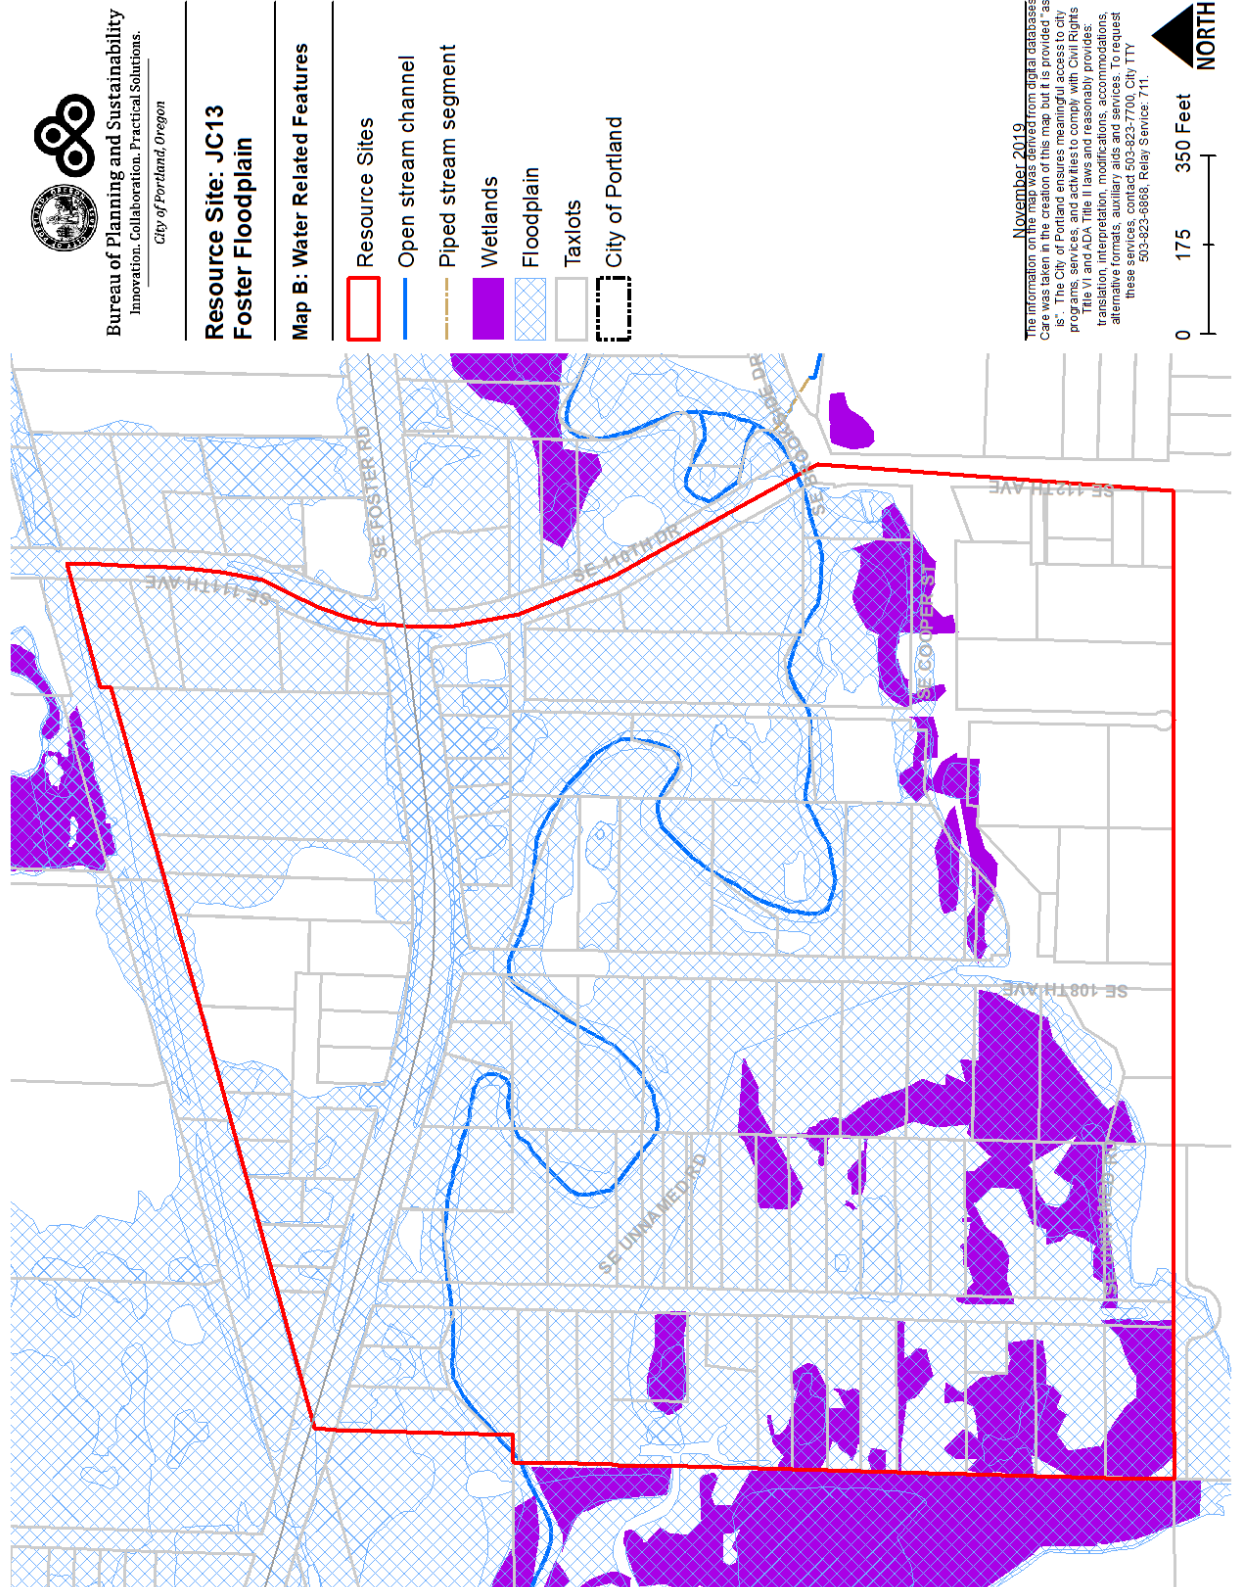 Bureau of Planning and Sustainability
Innovation. Collaboration. Practical Solutions.
City of Portland, Oregon
Resource Site: JC13
Foster Floodplain
Map B: Water Related Features
Resource Sites
Open stream channel
Piped stream segment
Wetlands
Floodplain
Taxlots
City of Portland
November 2019
The information on the map was derived from digital databases
Care was taken in the creation of this map but it is provided "as
is". The City of Portland ensures meaningful access to city
programs, services, and activities to comply with Civil Rights
Title VI and ADA Title II laws and reasonably provides:
translation, interpretation, modifications, accommodations,
alternative formats, auxiliary aids and services. To request
these services, contact 503-823-7700, City TTY
503-823-6868, Relay Service: 711.
0 175 350 Feet
NORTH
SE FOSTER RD
SE 111TH AVE
SE 110TH DR
SE BROOKSIDE DR
SE 112TH AVE
SE COOPER ST
SE 108TH AVE
SE UNNAMED RD
SE UNNAMED RD